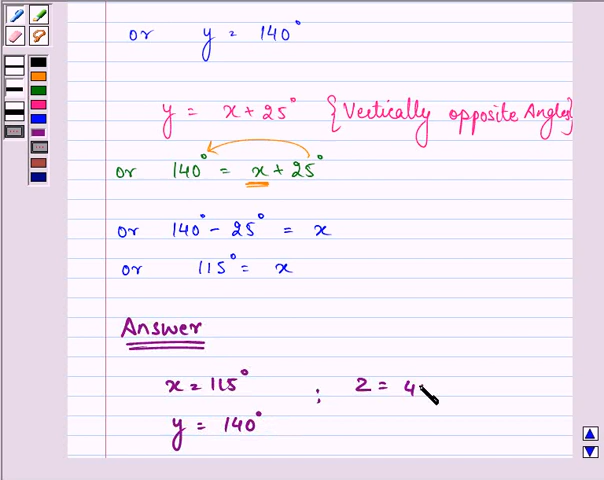 or y = 140°
y = x + 25° {Vertically opposite Angles}
or 140° = x + 25°
or 140° - 25° = x
or 115° = x
Answer
x = 115° ; z = 4
y = 140°